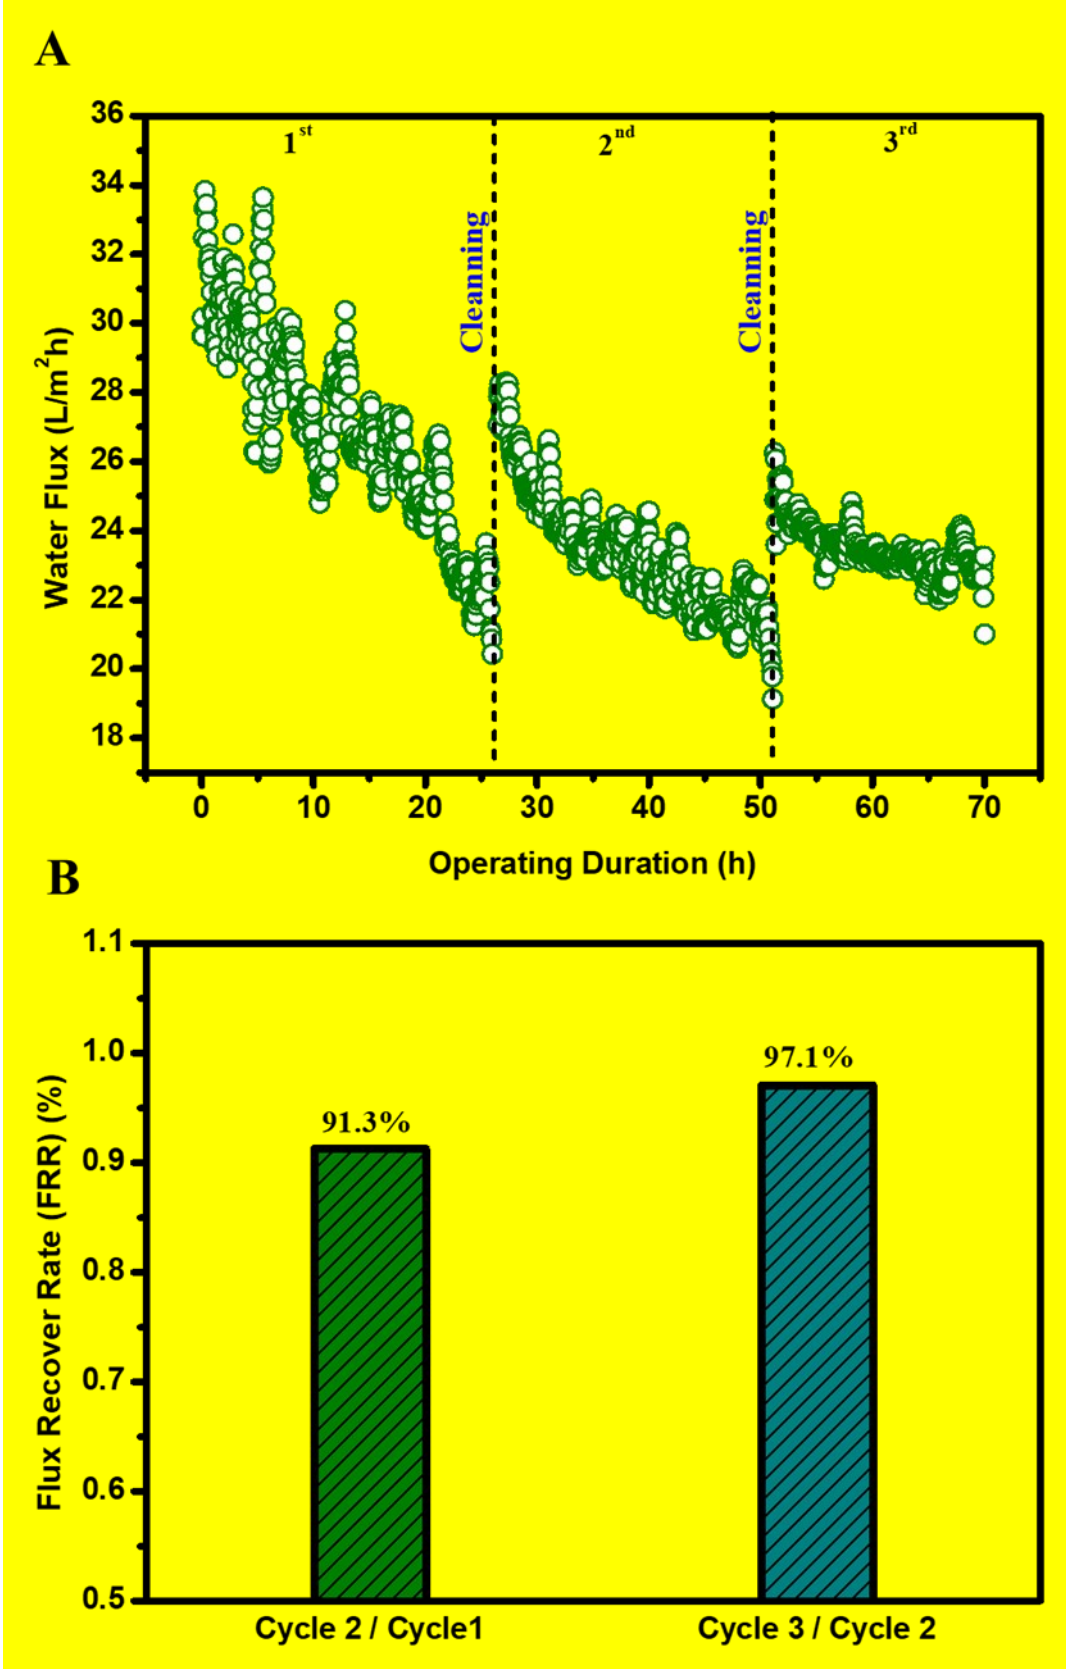 A
36
1st 2nd 3rd
34
32
30
28
26
24
22
20
18
Cleanning
Cleanning
Water Flux (L/m2h)
0 10 20 30 40 50 60 70
Operating Duration (h)
B
1.1
1.0
0.9
0.8
0.7
0.6
0.5
91.3%
97.1%
Flux Recover Rate (FRR) (%)
Cycle 2 / Cycle1 Cycle 3 / Cycle 2